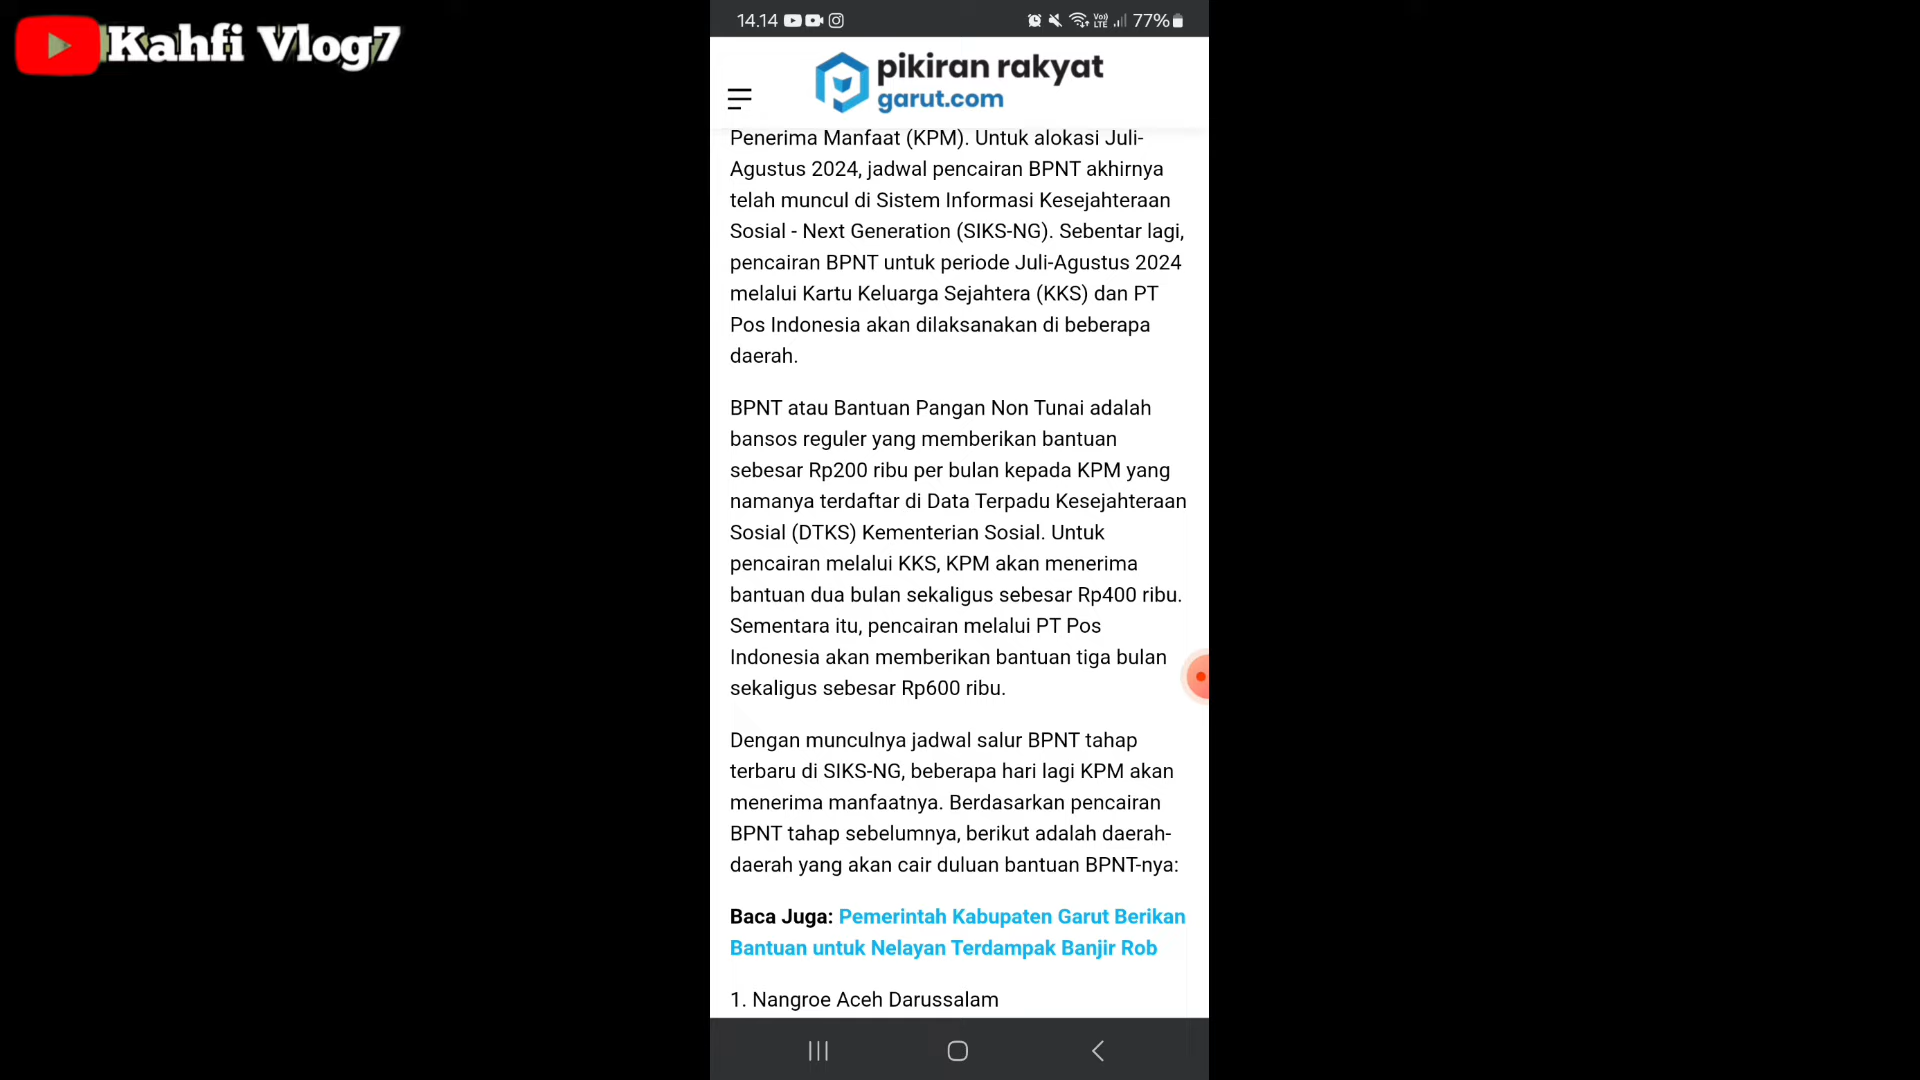 Kahfi Vlog7
14.14
Vo)) LTE 77%
pikiran rakyat
garut.com
Penerima Manfaat (KPM). Untuk alokasi Juli-
Agustus 2024, jadwal pencairan BPNT akhirnya
telah muncul di Sistem Informasi Kesejahteraan
Sosial - Next Generation (SIKS-NG). Sebentar lagi,
pencairan BPNT untuk periode Juli-Agustus 2024
melalui Kartu Keluarga Sejahtera (KKS) dan PT
Pos Indonesia akan dilaksanakan di beberapa
daerah.
BPNT atau Bantuan Pangan Non Tunai adalah
bansos reguler yang memberikan bantuan
sebesar Rp200 ribu per bulan kepada KPM yang
namanya terdaftar di Data Terpadu Kesejahteraan
Sosial (DTKS) Kementerian Sosial. Untuk
pencairan melalui KKS, KPM akan menerima
bantuan dua bulan sekaligus sebesar Rp400 ribu.
Sementara itu, pencairan melalui PT Pos
Indonesia akan memberikan bantuan tiga bulan
sekaligus sebesar Rp600 ribu.
Dengan munculnya jadwal salur BPNT tahap
terbaru di SIKS-NG, beberapa hari lagi KPM akan
menerima manfaatnya. Berdasarkan pencairan
BPNT tahap sebelumnya, berikut adalah daerah-
daerah yang akan cair duluan bantuan BPNT-nya:
Baca Juga: Pemerintah Kabupaten Garut Berikan
Bantuan untuk Nelayan Terdampak Banjir Rob
1. Nangroe Aceh Darussalam